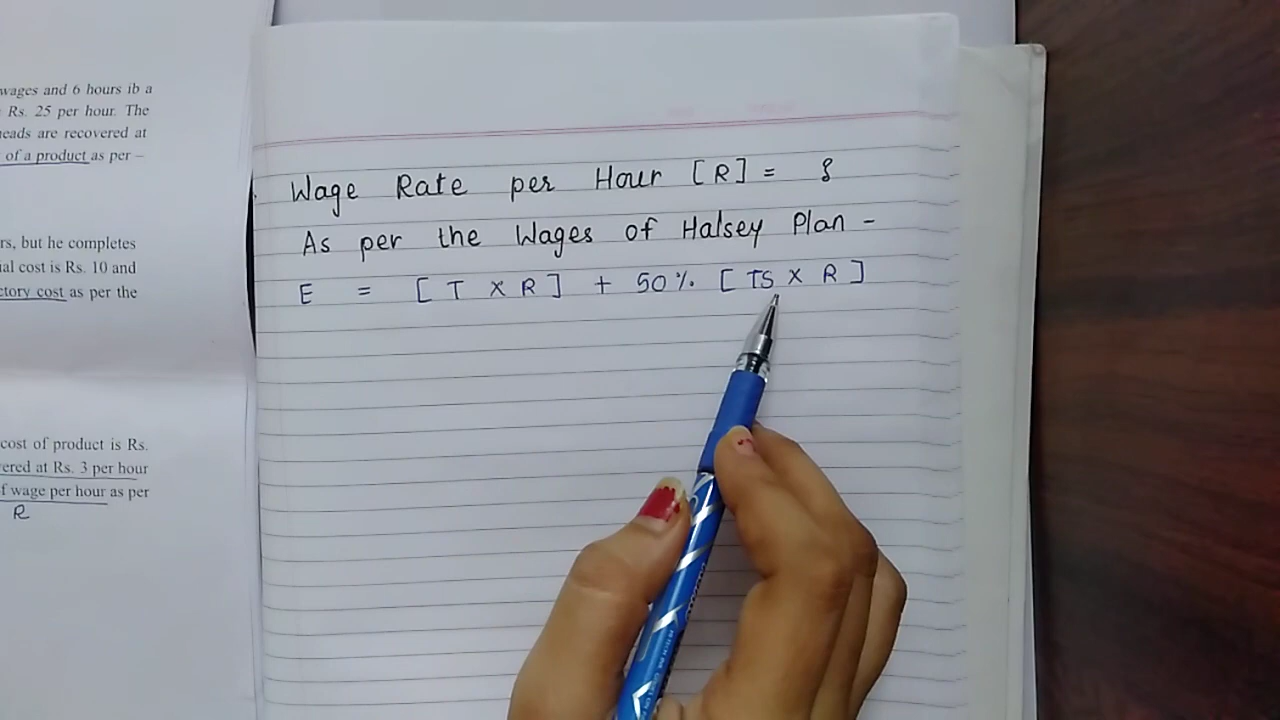 wages and 6 hours ib a
Rs. 25 per hour. The
eads are recovered at
of a product as per –
rs, but he completes
ial cost is Rs. 10 and
ctory cost as per the
cost of product is Rs.
ered at Rs. 3 per hour
f wage per hour as per
R
Wage Rate per Hour [R] = 8
As per the Wages of Halsey Plan -
E = [ T X R ] + 50% [ TS X R ]